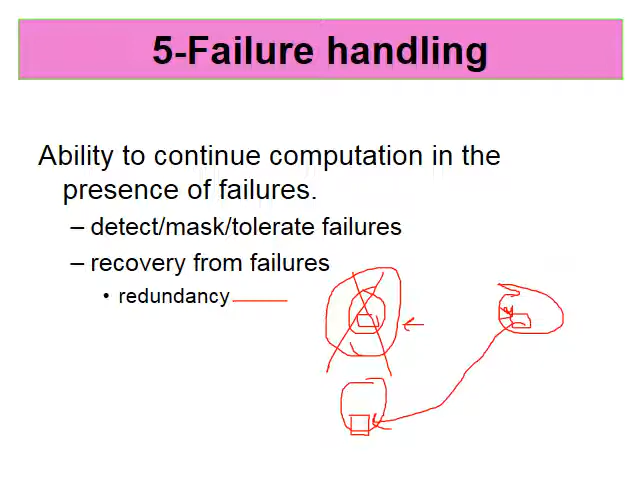 5-Failure handling
Ability to continue computation in the
presence of failures.
– detect/mask/tolerate failures
– recovery from failures
• redundancy